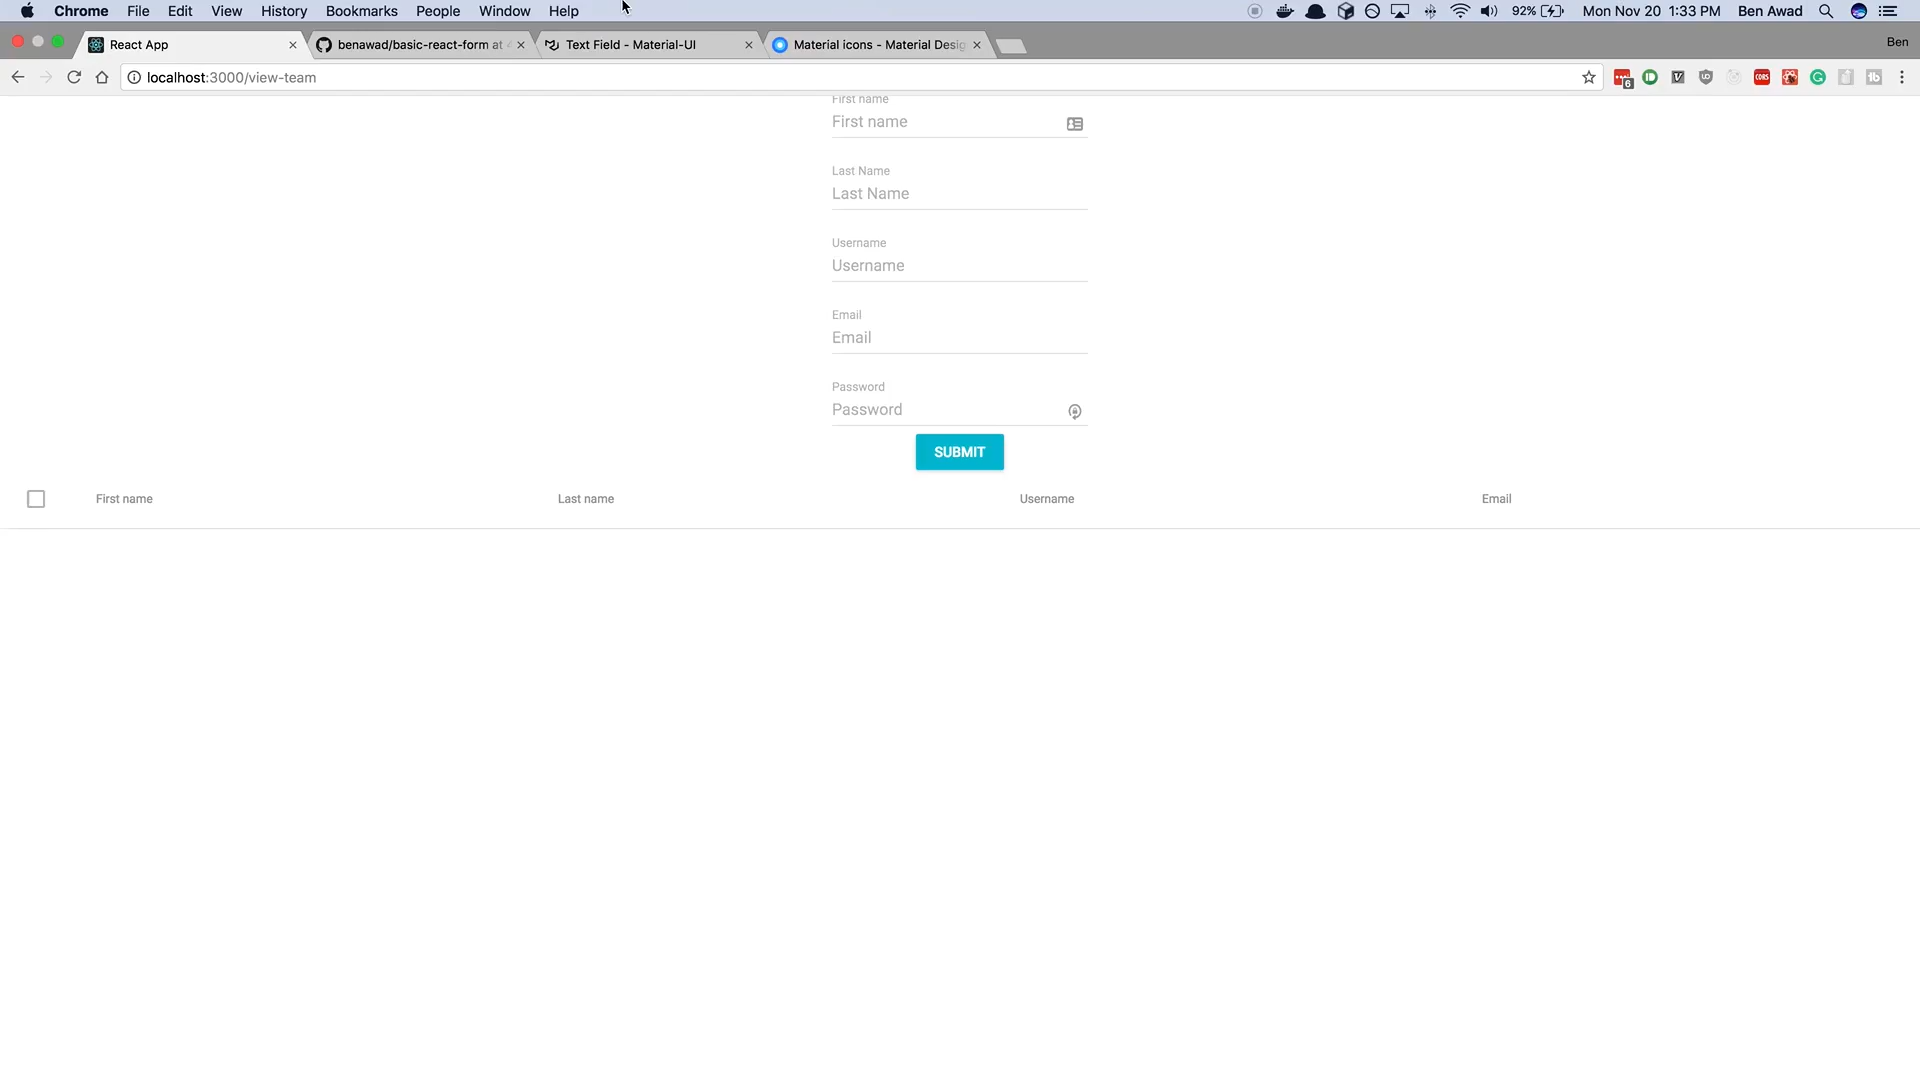 Chrome File Edit View History Bookmarks People Window Help 92% Mon Nov 20 1:33 PM Ben Awad
React App benawad/basic-react-form at Text Field - Material-UI Material icons - Material Desig Ben
localhost:3000/view-team 6 CORS
First name
First name
Last Name
Last Name
Username
Username
Email
Email
Password
Password
SUBMIT
First name Last name Username Email